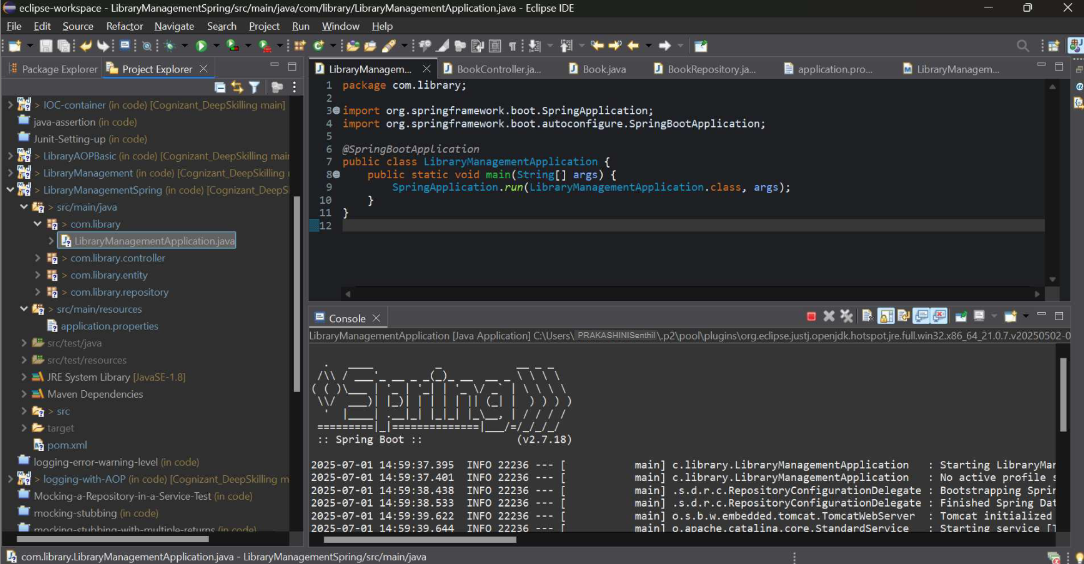 eclipse-workspace - LibraryManagementSpring/src/main/java/com/library/LibraryManagementApplication.java - Eclipse IDE
File Edit Source Refactor Navigate Search Project Run Window Help
Package Explorer
Project Explorer
> IOC-container (in code) [Cognizant_DeepSkilling main]
java-assertion (in code)
Junit-Setting-up (in code)
> LibraryAOPBasic (in code) [Cognizant_DeepSkilling mai
> LibraryManagement (in code) [Cognizant_DeepSkilling
> LibraryManagementSpring (in code) [Cognizant_DeepS
> src/main/java
> com.library
LibraryManagementApplication.java
> com.library.controller
> com.library.entity
> com.library.repository
> src/main/resources
application.properties
src/test/java
src/test/resources
JRE System Library [JavaSE-1.8]
Maven Dependencies
> src
target
pom.xml
logging-error-warning-level (in code)
> logging-with-AOP (in code) [Cognizant_DeepSkilling m
Mocking-a-Repository-in-a-Service-Test (in code)
mocking-stubbing (in code)
mocking-stubbing-with-multiple-returns (in code)
LibraryManagem...
BookController.ja...
Book.java
BookRepository.ja...
application.pro...
LibraryManagem...
1 package com.library;
2
3 import org.springframework.boot.SpringApplication;
4 import org.springframework.boot.autoconfigure.SpringBootApplication;
5
6 @SpringBootApplication
7 public class LibraryManagementApplication {
8 public static void main(String[] args) {
9 SpringApplication.run(LibraryManagementApplication.class, args);
10 }
11 }
12
Console
LibraryManagementApplication [Java Application] C:\Users\ PRAKASHINISenthil\.p2\pool\plugins\org.eclipse.justj.openjdk.hotspot.jre.full.win32.x86_64_21.0.7.v20250502-0
Spring
:: Spring Boot :: (v2.7.18)
2025-07-01 14:59:37.395 INFO 22236 --- [ main] c.library.LibraryManagementApplication : Starting LibraryMar
2025-07-01 14:59:37.401 INFO 22236 --- [ main] c.library.LibraryManagementApplication : No active profile s
2025-07-01 14:59:38.438 INFO 22236 --- [ main] .s.d.r.c.RepositoryConfigurationDelegate : Bootstrapping Sprin
2025-07-01 14:59:38.533 INFO 22236 --- [ main] .s.d.r.c.RepositoryConfigurationDelegate : Finished Spring Dat
2025-07-01 14:59:39.622 INFO 22236 --- [ main] o.s.b.w.embedded.tomcat.TomcatWebServer : Tomcat initialized
2025-07-01 14:59:39.644 INFO 22236 --- [ main] o.apache.catalina.core.StandardService : Starting service [T
com.library.LibraryManagementApplication.java - LibraryManagementSpring/src/main/java